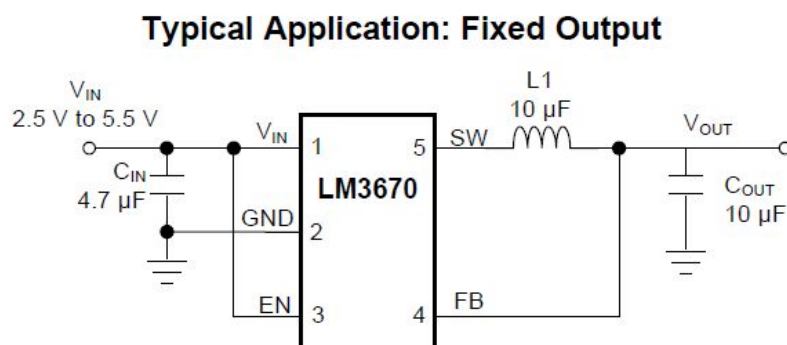 Typical Application: Fixed Output
VIN
2.5 V to 5.5 V
CIN
4.7 µF
VIN
GND
EN
1
2
3
LM3670
5
4
SW
FB
L1
10 µF
VOUT
COUT
10 µF